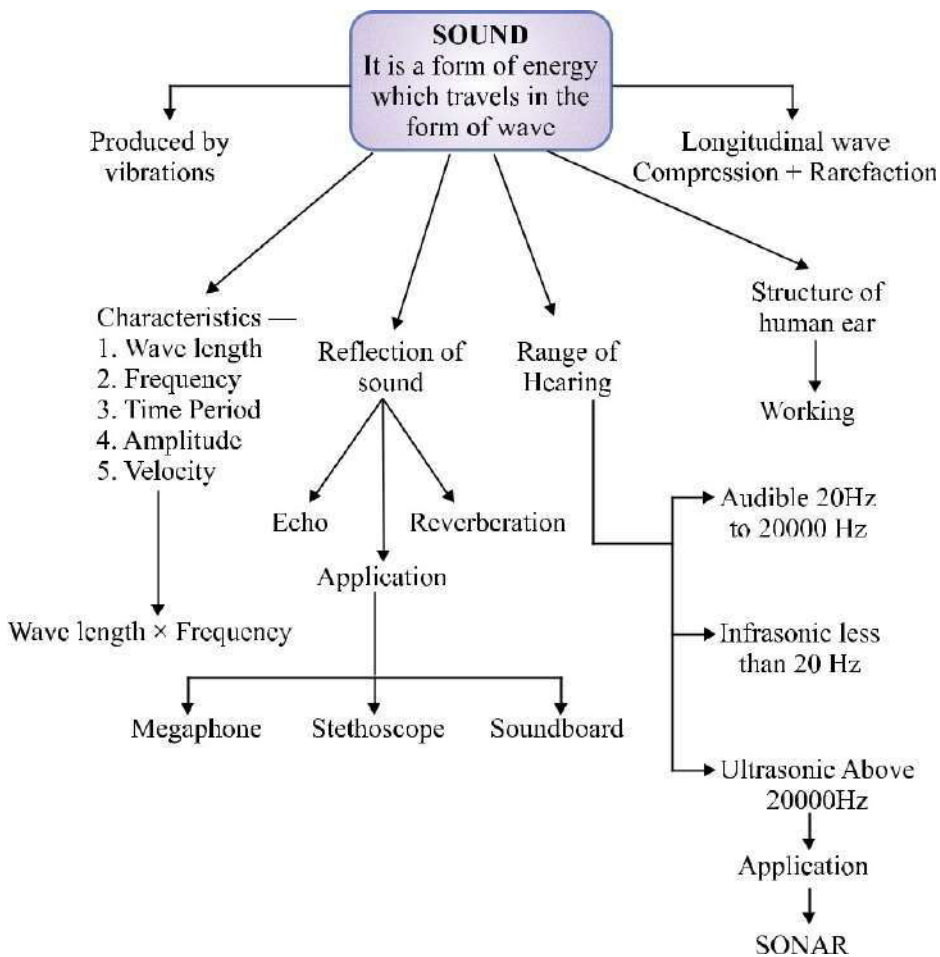 SOUND
It is a form of energy
which travels in the
form of wave
Produced by
vibrations
Longitudinal wave
Compression + Rarefaction
Characteristics —
1. Wave length
2. Frequency
3. Time Period
4. Amplitude
5. Velocity
Wave length × Frequency
Reflection of
sound
Echo
Reverberation
Application
Megaphone
Stethoscope
Soundboard
Range of
Hearing
Audible 20Hz
to 20000 Hz
Infrasonic less
than 20 Hz
Ultrasonic Above
20000Hz
Application
SONAR
Structure of
human ear
Working